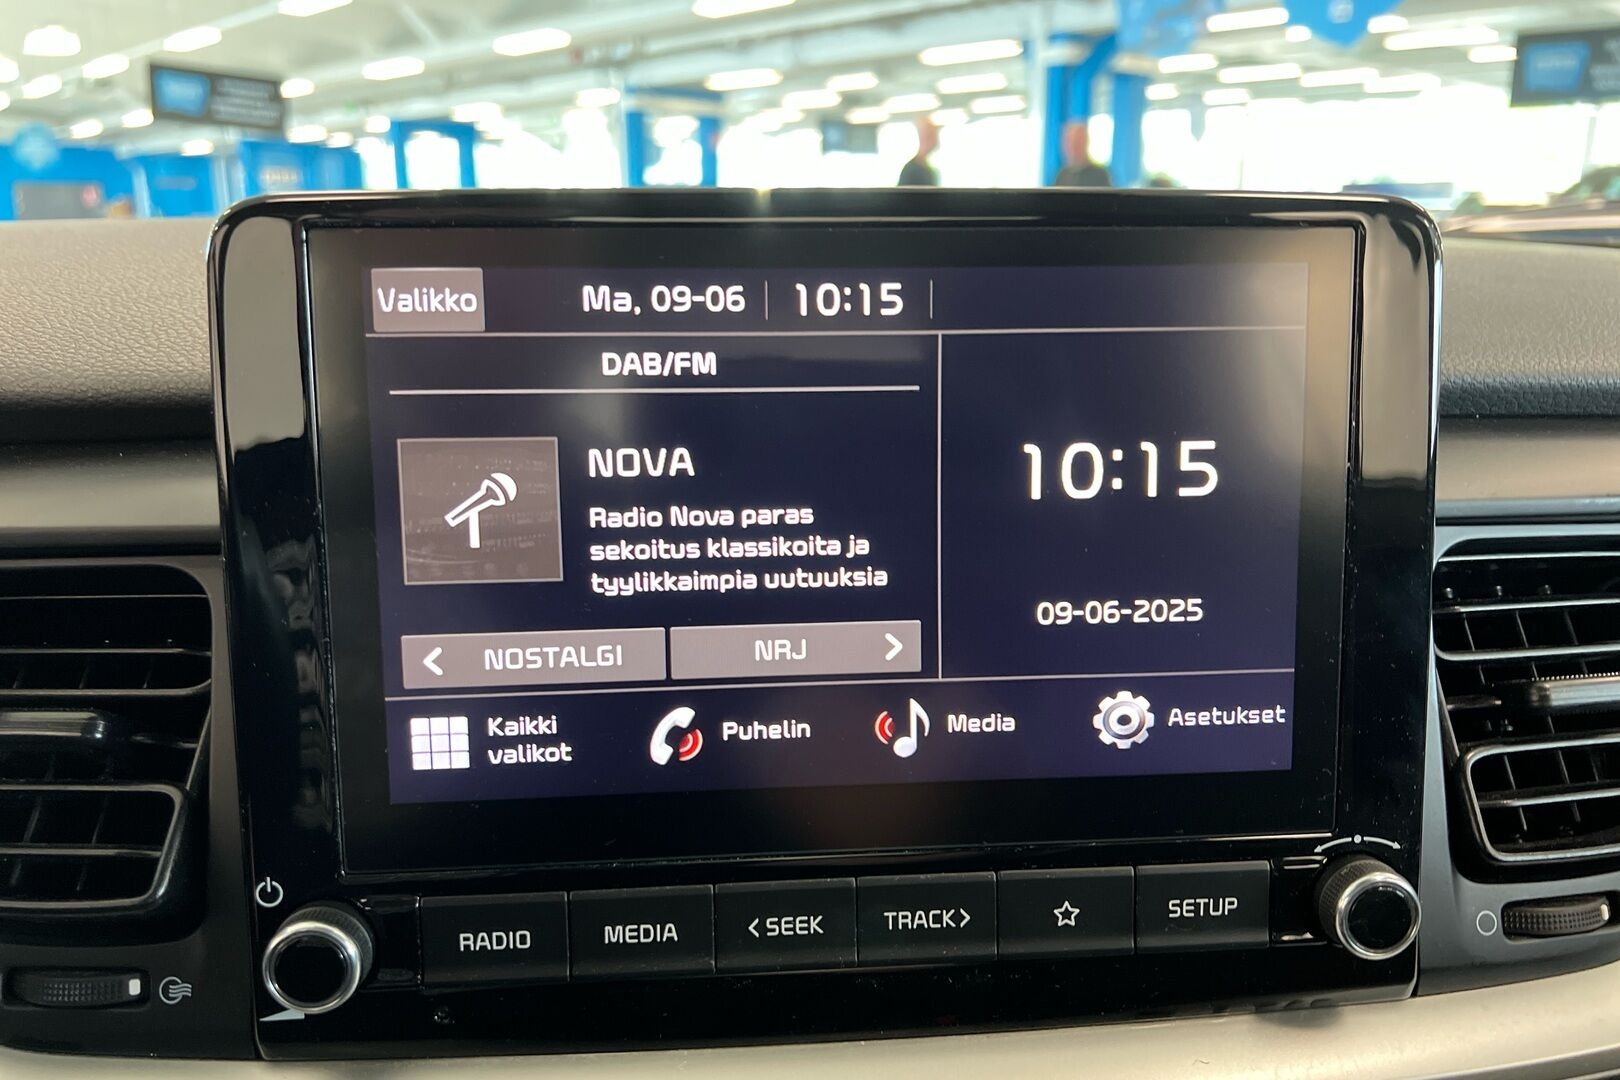 Valikko
Ma, 09-06
10:15
DAB/FM
NOVA
Radio Nova paras
sekoitus klassikoita ja
tyylikkaimpia uutuuksia
< NOSTALGI
NRJ >
10:15
09-06-2025
Kaikki
valikot
Puhelin
Media
Asetukset
RADIO
MEDIA
<SEEK
TRACK>
SETUP